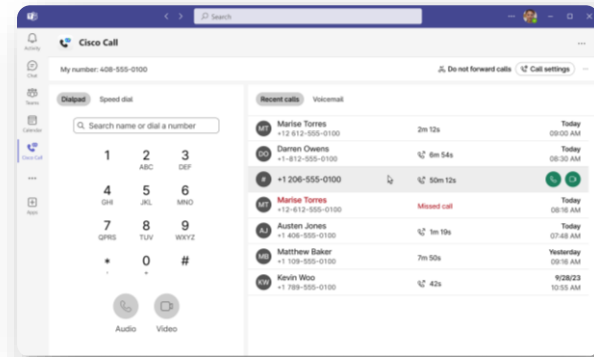 Search
Cisco Call
My number: 408-555-0100
Do not forward calls
Call settings
Activity
Chat
Teams
Calendar
Cisco Call
Apps
Dialpad
Speed dial
Search name or dial a number
1
2
ABC
3
DEF
4
GHI
5
JKL
6
MNO
7
QPRS
8
TUV
9
WXYZ
*
0
+
#
Audio
Video
Recent calls
Voicemail
MT
Marise Torres
+12 612-555-0100
2m 12s
Today
09:00 AM
DO
Darren Owens
+1-812-555-0100
6m 54s
Today
08:30 AM
#
+1 206-555-0100
50m 12s
MT
Marise Torres
+12-612-555-0100
Missed call
Today
08:16 AM
AJ
Austen Jones
+1 406-555-0100
1m 19s
Today
07:48 AM
MB
Matthew Baker
+1 109-555-0100
7m 50s
Yesterday
09:18 AM
KW
Kevin Woo
+1 789-555-0100
42s
9/28/23
10:55 AM